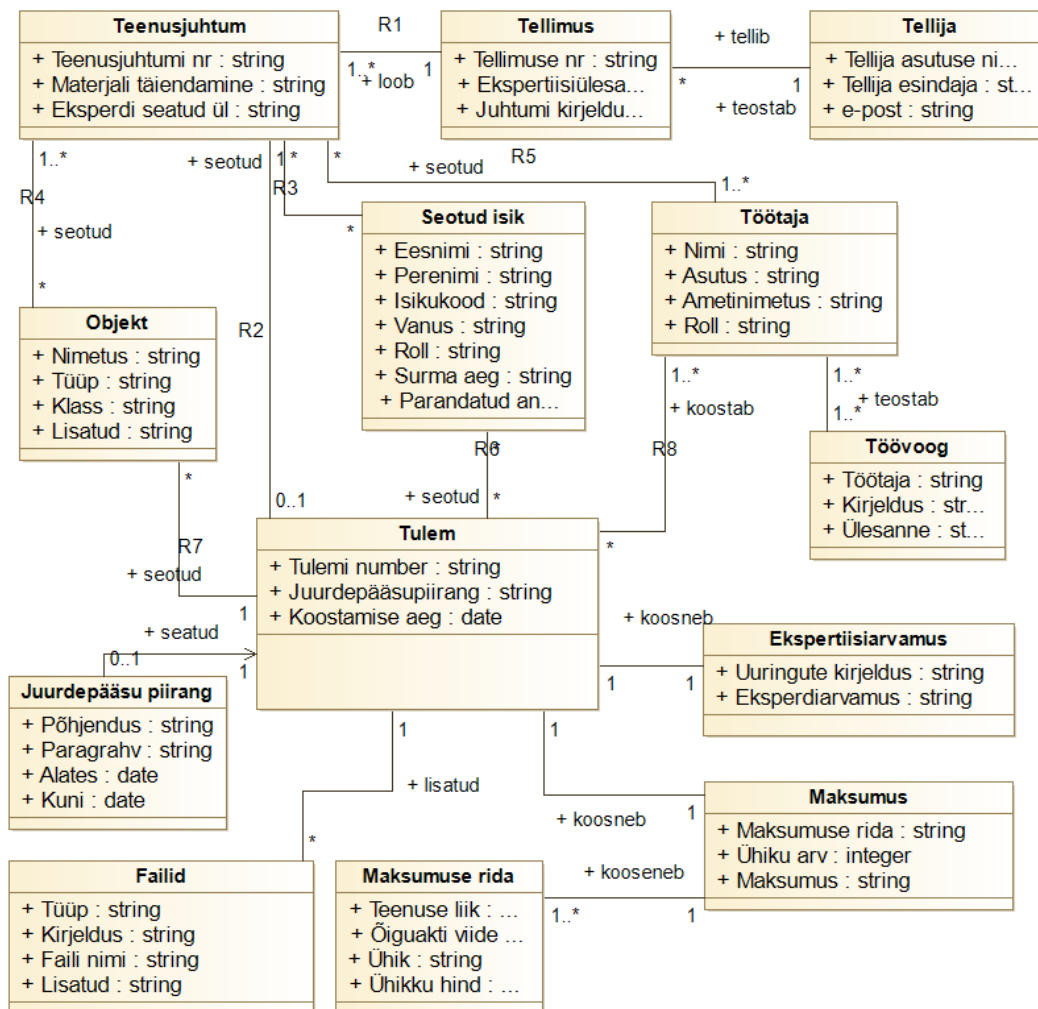 Teenusjuhtum
+ Teenusjuhtumi nr : string
+ Materjali täiendamine : string
+ Eksperdi seatud ül : string
R1
1..*
1
+ loob
Tellimus
+ Tellimuse nr : string
+ Ekspertiisiülesa...
+ Juhtumi kirjeldu...
+ tellib
*
1
+ teostab
Tellija
+ Tellija asutuse ni...
+ Tellija esindaja : st...
+ e-post : string
1..*
R4
+ seotud
*
+ seotud
1
*
R3
*
*
R5
+ seotud
1..*
Seotud isik
+ Eesnimi : string
+ Perenimi : string
+ Isikukood : string
+ Vanus : string
+ Roll : string
+ Surma aeg : string
+ Parandatud an...
Töötaja
+ Nimi : string
+ Asutus : string
+ Ametinimetus : string
+ Roll : string
Objekt
+ Nimetus : string
+ Tüüp : string
+ Klass : string
+ Lisatud : string
R2
0..1
1..*
+ koostab
R8
*
1..*
+ teostab
1..*
Töövoog
+ Töötaja : string
+ Kirjeldus : str...
+ Ülesanne : st...
*
R6
+ seotud
*
*
R7
+ seotud
1
Tulem
+ Tulemi number : string
+ Juurdepääsupiirang : string
+ Koostamise aeg : date
+ seatud
0..1
1
+ koosneb
1
1
Ekspertiisiarvamus
+ Uuringute kirjeldus : string
+ Eksperdiarvamus : string
Juurdepääsu piirang
+ Põhjendus : string
+ Paragrahv : string
+ Alates : date
+ Kuni : date
1
+ lisatud
*
1
+ koosneb
1
Maksumus
+ Maksumuse rida : string
+ Ühiku arv : integer
+ Maksumus : string
Failid
+ Tüüp : string
+ Kirjeldus : string
+ Faili nimi : string
+ Lisatud : string
Maksumuse rida
+ Teenuse liik : ...
+ Õiguakti viide ...
+ Ühik : string
+ Ühikku hind : ...
+ kooseneb
1..*
1